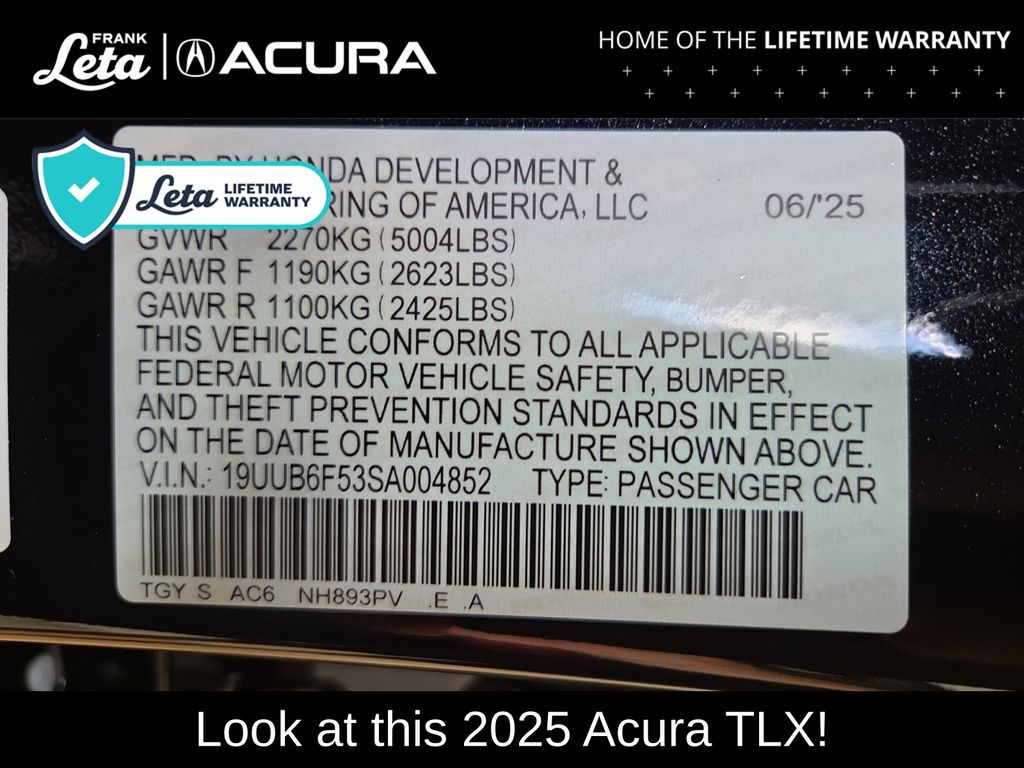 FRANK
Leta
ACURA
HOME OF THE LIFETIME WARRANTY
HONDA DEVELOPMENT &
OF AMERICA, LLC 06/'25
Leta LIFETIME
WARRANTY
GVWR 2270KG (5004LBS)
GAWR F 1190KG (2623LBS)
GAWR R 1100KG (2425LBS)
THIS VEHICLE CONFORMS TO ALL APPLICABLE
FEDERAL MOTOR VEHICLE SAFETY, BUMPER,
AND THEFT PREVENTION STANDARDS IN EFFECT
ON THE DATE OF MANUFACTURE SHOWN ABOVE.
V.I.N.: 19UUB6F53SA004852 TYPE: PASSENGER CAR
TGY S AC6 NH893PV .E .A
Look at this 2025 Acura TLX!